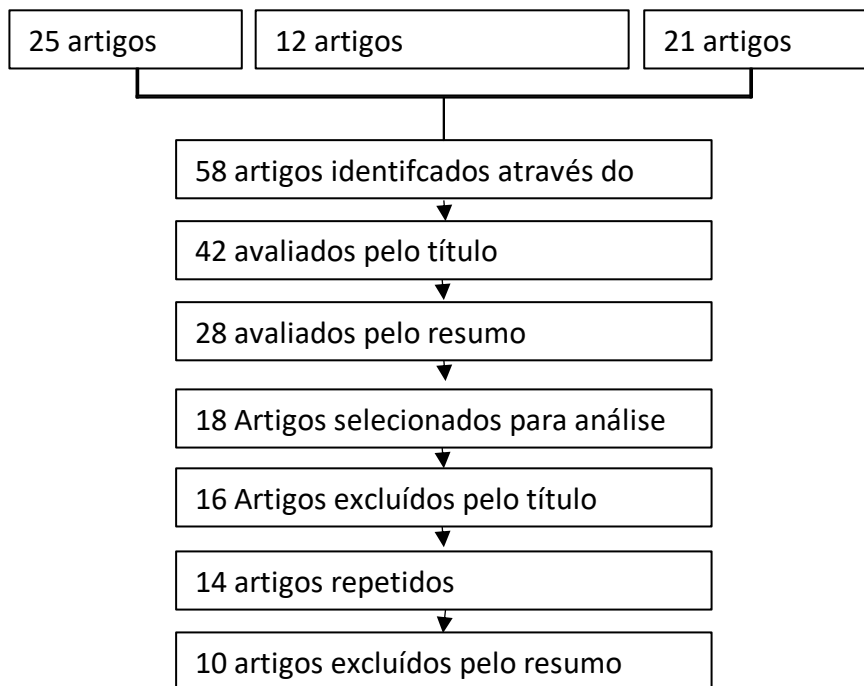 25 artigos
12 artigos
21 artigos
58 artigos identifcados através do
42 avaliados pelo título
28 avaliados pelo resumo
18 Artigos selecionados para análise
16 Artigos excluídos pelo título
14 artigos repetidos
10 artigos excluídos pelo resumo